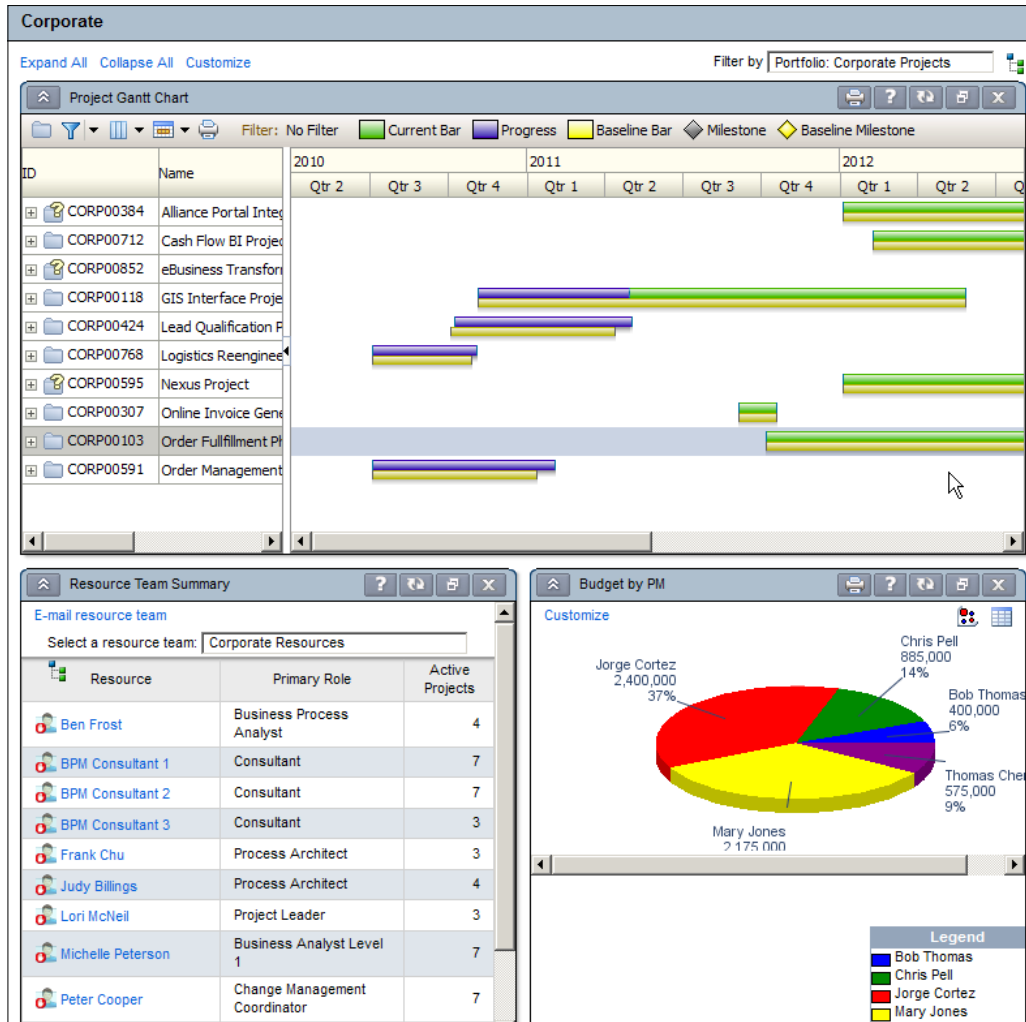 Corporate
Expand All Collapse All Customize
Filter by Portfolio: Corporate Projects
Project Gantt Chart
Filter: No Filter Current Bar Progress Baseline Bar Milestone Baseline Milestone
ID Name
2010 2011 2012
Qtr 2 Qtr 3 Qtr 4 Qtr 1 Qtr 2 Qtr 3 Qtr 4 Qtr 1 Qtr 2 Q
CORP00384 Alliance Portal Integ
CORP00712 Cash Flow BI Projec
CORP00852 eBusiness Transforr
CORP00118 GIS Interface Proje
CORP00424 Lead Qualification P
CORP00768 Logistics Reenginee
CORP00595 Nexus Project
CORP00307 Online Invoice Gene
CORP00103 Order Fullfillment Ph
CORP00591 Order Management
Resource Team Summary
E-mail resource team
Select a resource team: Corporate Resources
Resource Primary Role Active
Projects
Ben Frost Business Process
Analyst 4
BPM Consultant 1 Consultant 7
BPM Consultant 2 Consultant 7
BPM Consultant 3 Consultant 3
Frank Chu Process Architect 3
Judy Billings Process Architect 4
Lori McNeil Project Leader 3
Michelle Peterson Business Analyst Level
1 7
Peter Cooper Change Management
Coordinator 7
Budget by PM
Customize
Chris Pell
885,000
14%
Jorge Cortez
2,400,000
37%
Bob Thomas
400,000
6%
Thomas Cher
575,000
9%
Mary Jones
2 175 000
Legend
Bob Thomas
Chris Pell
Jorge Cortez
Mary Jones